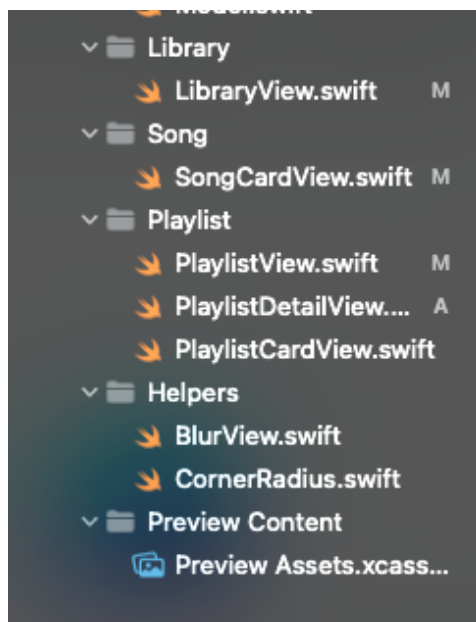 Library
LibraryView.swift M
Song
SongCardView.swift M
Playlist
PlaylistView.swift M
PlaylistDetailView.... A
PlaylistCardView.swift
Helpers
BlurView.swift
CornerRadius.swift
Preview Content
Preview Assets.xcass...